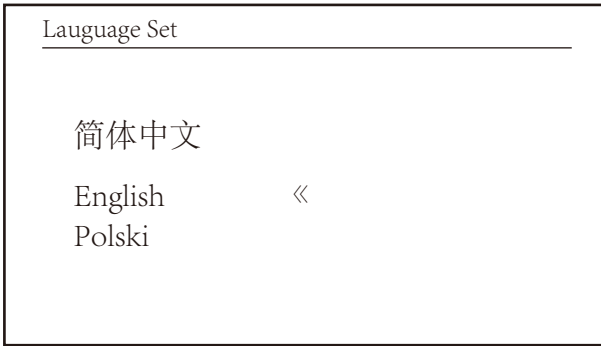 Lauguage Set
简体中文
English 《
Polski